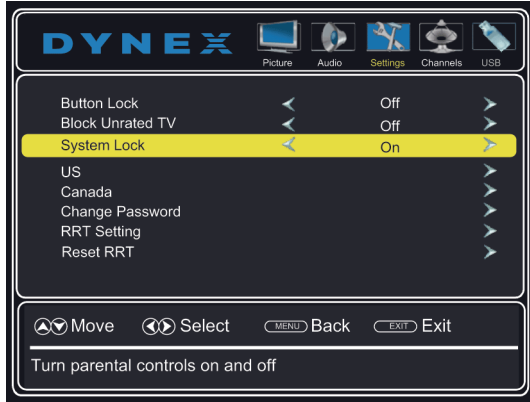 DYNEX
Picture Audio Settings Channels USB
Button Lock Off
Block Unrated TV Off
System Lock On
US
Canada
Change Password
RRT Setting
Reset RRT
Move Select MENU Back EXIT Exit
Turn parental controls on and off